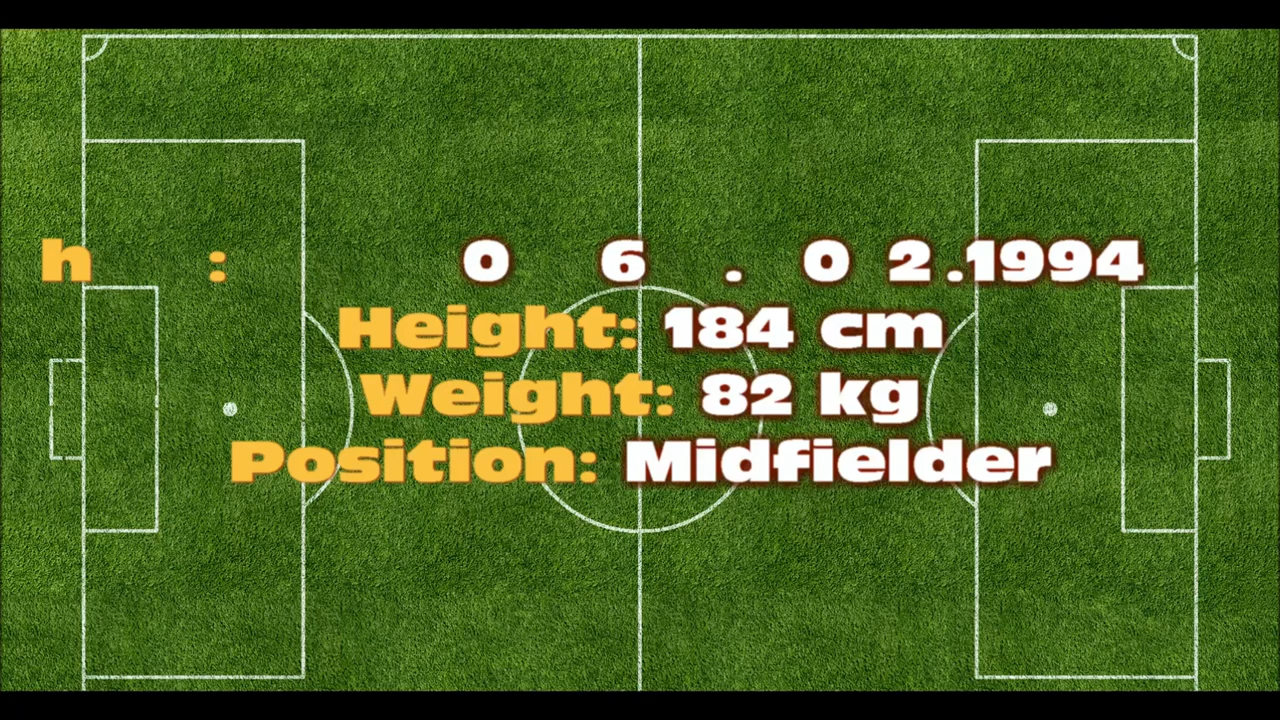 h : 06.02.1994
Height: 184 cm
Weight: 82 kg
Position: Midfielder